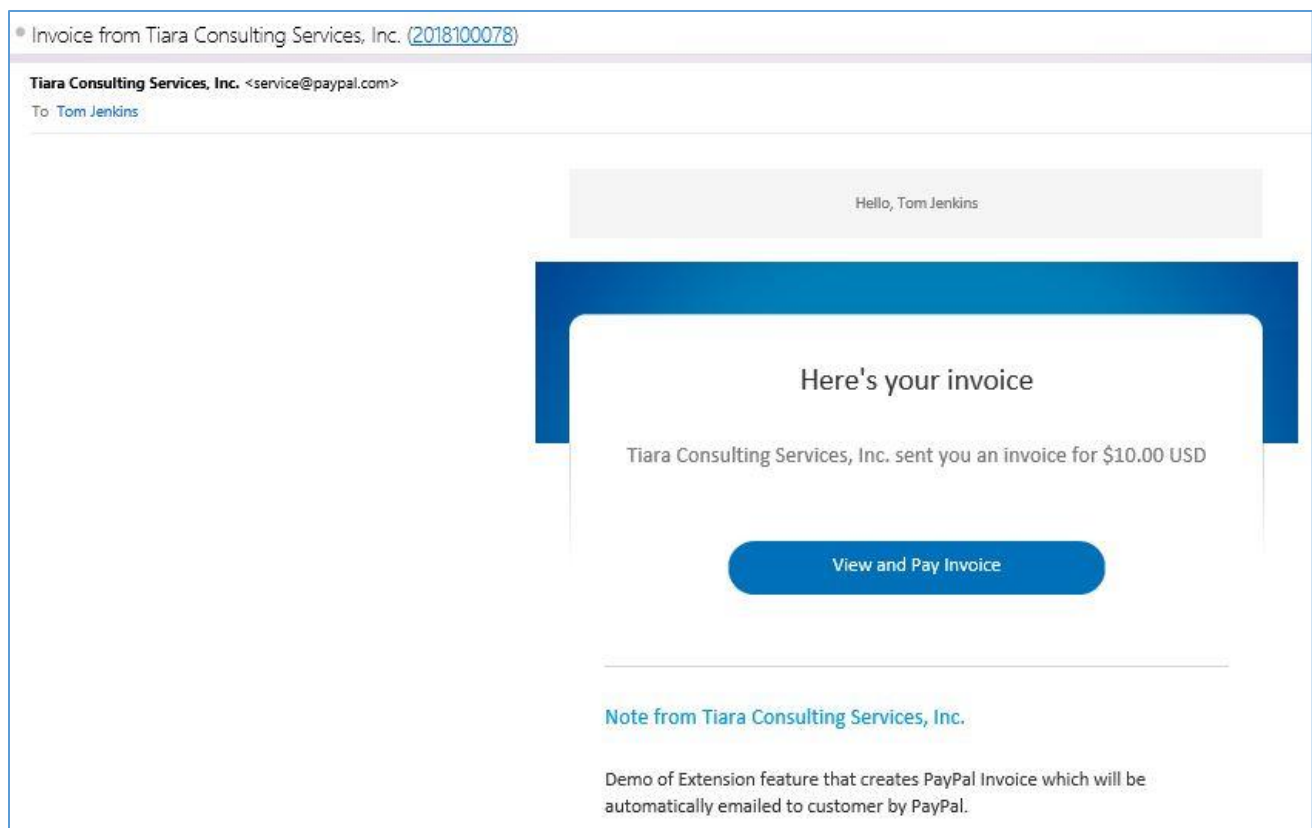 Invoice from Tiara Consulting Services, Inc. (2018100078)
Tiara Consulting Services, Inc. <service@paypal.com>
To Tom Jenkins
Hello, Tom Jenkins
Here's your invoice
Tiara Consulting Services, Inc. sent you an invoice for $10.00 USD
View and Pay Invoice
Note from Tiara Consulting Services, Inc.
Demo of Extension feature that creates PayPal Invoice which will be
automatically emailed to customer by PayPal.